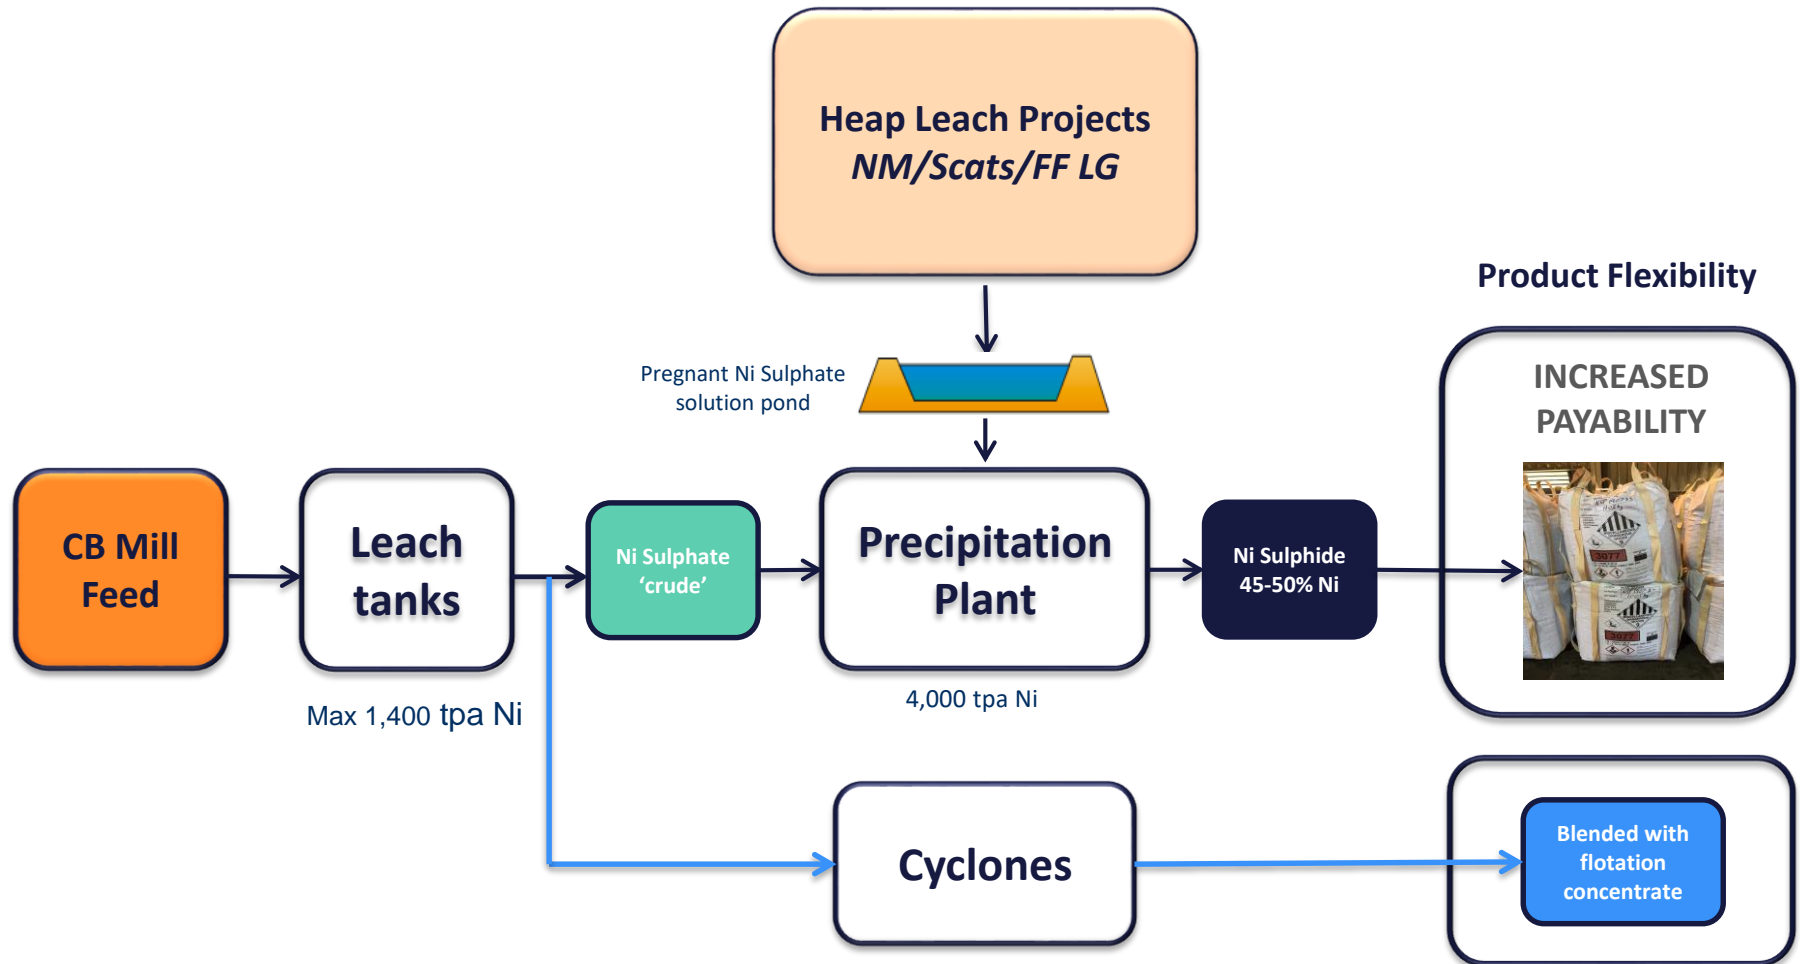 Heap Leach Projects
NM/Scats/FF LG
Product Flexibility
Pregnant Ni Sulphate
solution pond
INCREASED
PAYABILITY
CB Mill
Feed
Leach
tanks
Ni Sulphate
‘crude’
Precipitation
Plant
Ni Sulphide
45-50% Ni
3077
3077
Max 1,400 tpa Ni
4,000 tpa Ni
Cyclones
Blended with
flotation
concentrate